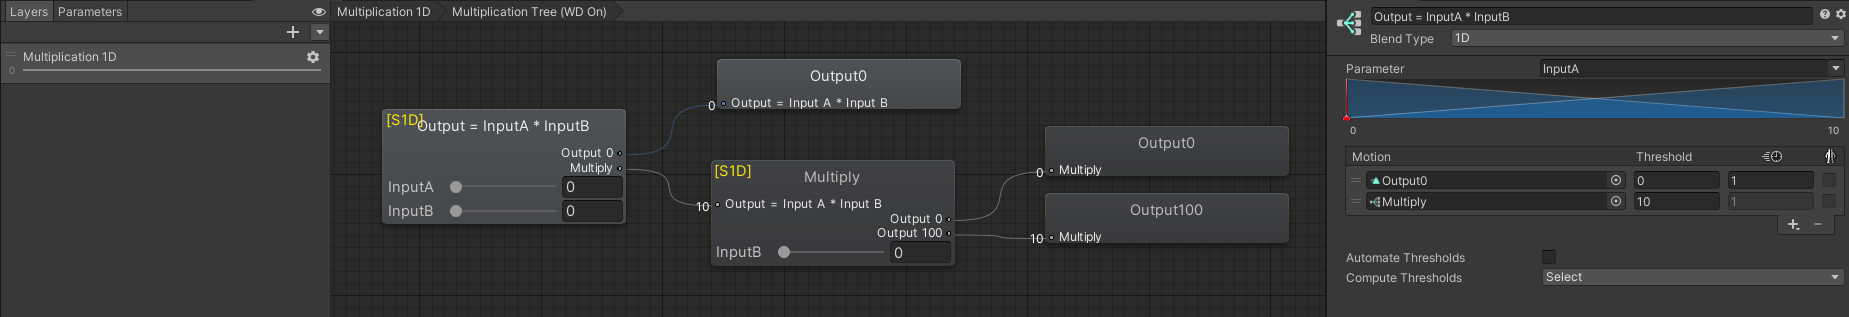 Layers
Parameters
Multiplication 1D
0
Multiplication 1D
Multiplication Tree (WD On)
[S1D]
Output = InputA * InputB
Output 0
Multiply
InputA
0
InputB
0
Output0
0
Output = Input A * Input B
[S1D]
Multiply
10
Output = Input A * Input B
Output 0
Output 100
InputB
0
Output0
0
Multiply
Output100
10
Multiply
Output = InputA * InputB
Blend Type
1D
Parameter
InputA
0
10
Motion
Threshold
Output0
0
1
Multiply
10
1
Automate Thresholds
Compute Thresholds
Select